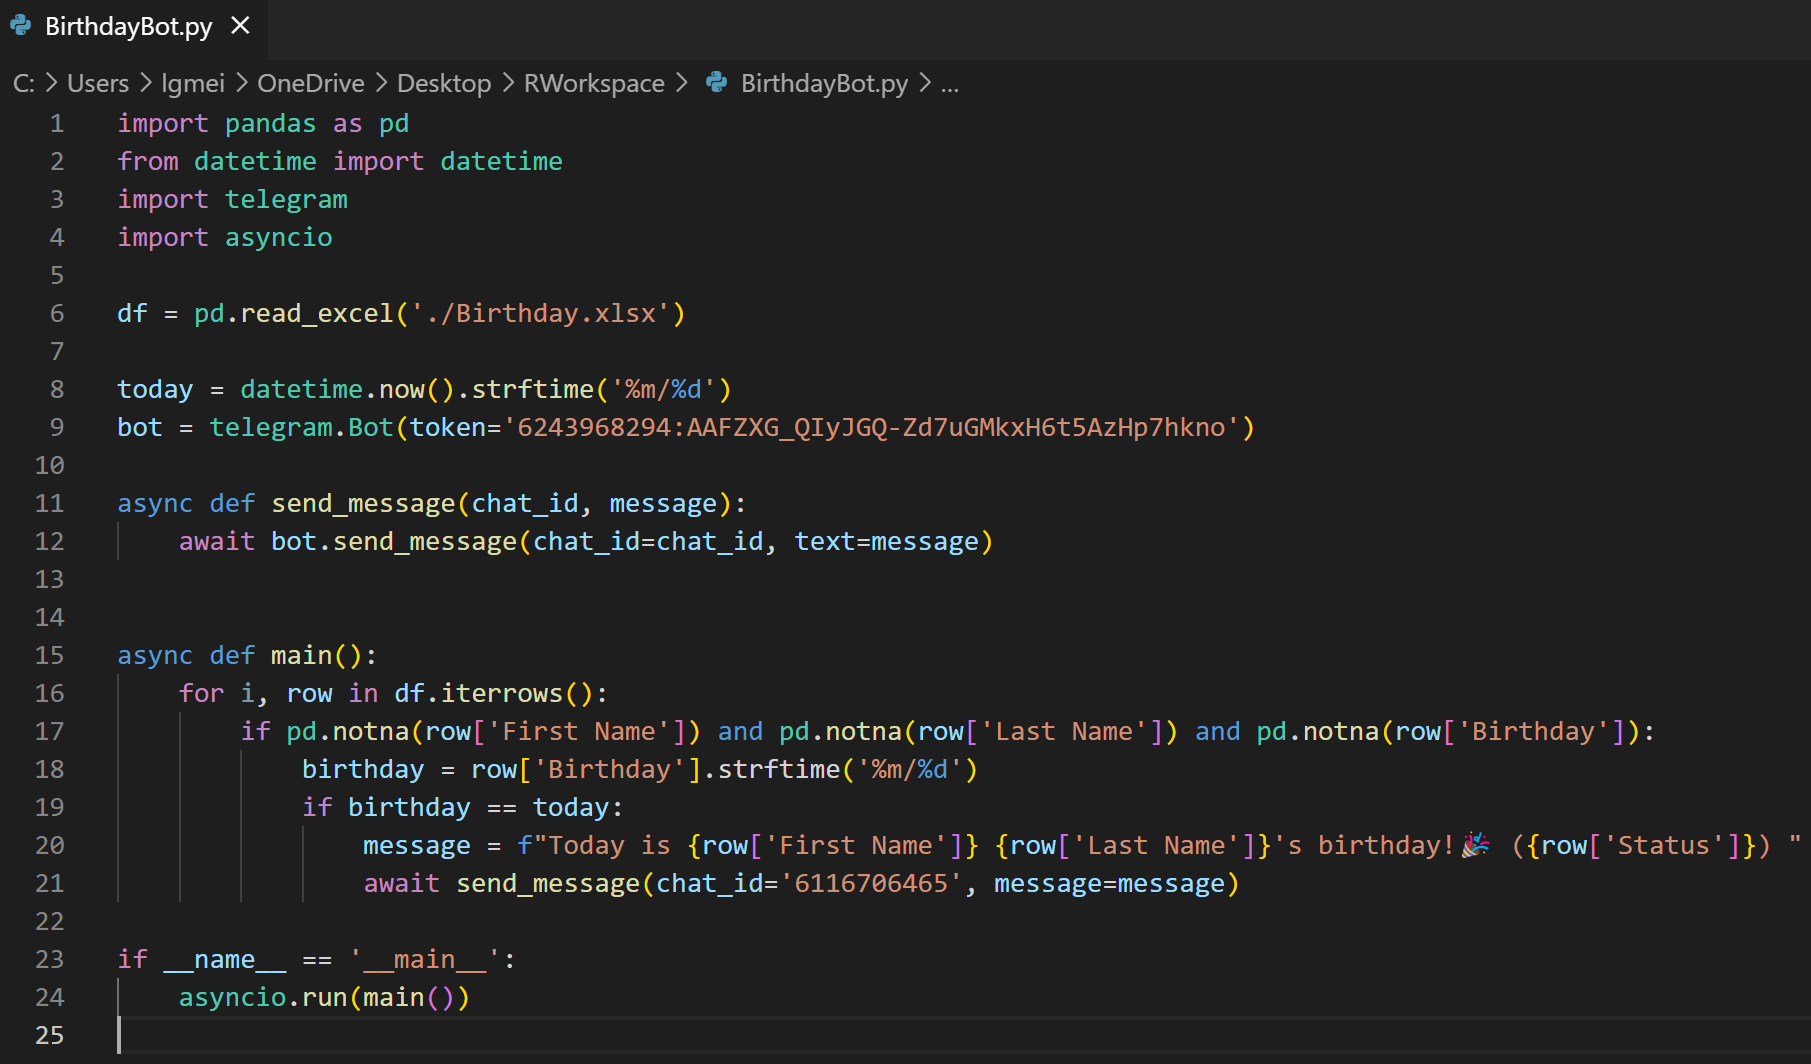 BirthdayBot.py
C: > Users > lgmei > OneDrive > Desktop > RWorkspace > BirthdayBot.py > ...
1 import pandas as pd
2 from datetime import datetime
3 import telegram
4 import asyncio
5
6 df = pd.read_excel('./Birthday.xlsx')
7
8 today = datetime.now().strftime('%m/%d')
9 bot = telegram.Bot(token='6243968294:AAFZXG_QIyJGQ-Zd7uGMkxH6t5AzHp7hkno')
10
11 async def send_message(chat_id, message):
12     await bot.send_message(chat_id=chat_id, text=message)
13
14
15 async def main():
16     for i, row in df.iterrows():
17         if pd.notna(row['First Name']) and pd.notna(row['Last Name']) and pd.notna(row['Birthday']):
18             birthday = row['Birthday'].strftime('%m/%d')
19             if birthday == today:
20                 message = f"Today is {row['First Name']} {row['Last Name']}'s birthday!🎉 ({row['Status']}) "
21                 await send_message(chat_id='6116706465', message=message)
22
23 if __name__ == '__main__':
24     asyncio.run(main())
25